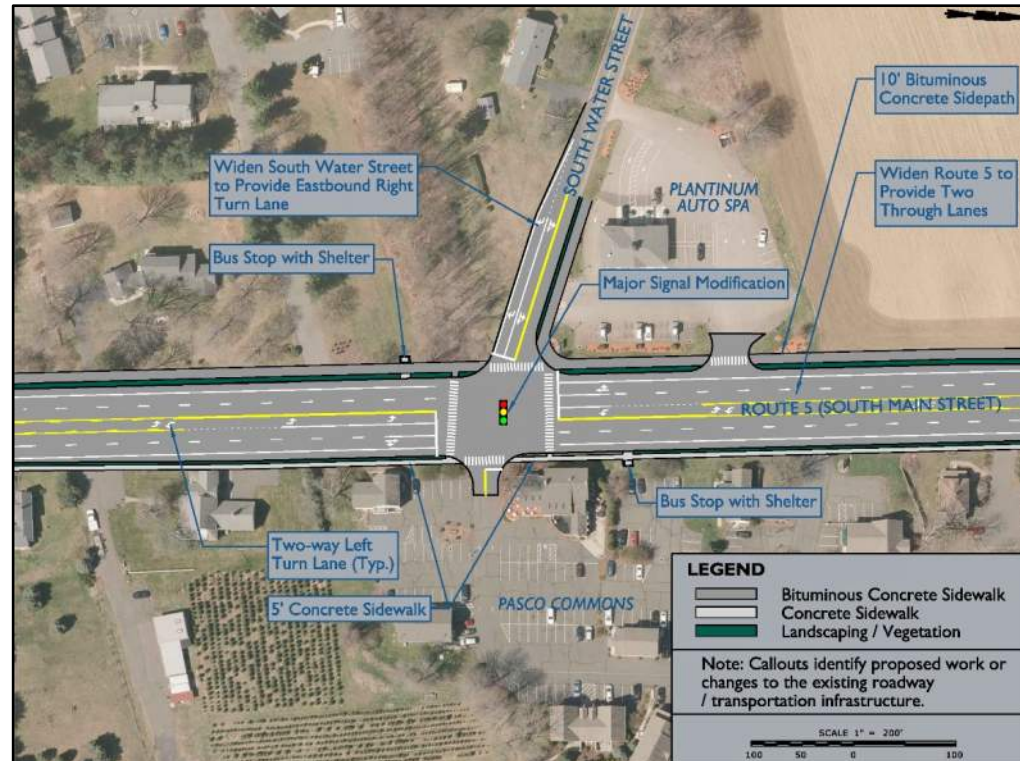 SOUTH WATER STREET
10' Bituminous
Concrete Sidepath
Widen South Water Street
to Provide Eastbound Right
Turn Lane
PLANTINUM
AUTO SPA
Widen Route 5 to
Provide Two
Through Lanes
Bus Stop with Shelter
Major Signal Modification
ROUTE 5 (SOUTH MAIN STREET)
Bus Stop with Shelter
Two-way Left
Turn Lane (Typ.)
5' Concrete Sidewalk
PASCO COMMONS
LEGEND
Bituminous Concrete Sidewalk
Concrete Sidewalk
Landscaping / Vegetation
Note: Callouts identify proposed work or
changes to the existing roadway
/ transportation infrastructure.
SCALE 1" = 200'
100 50 0 100